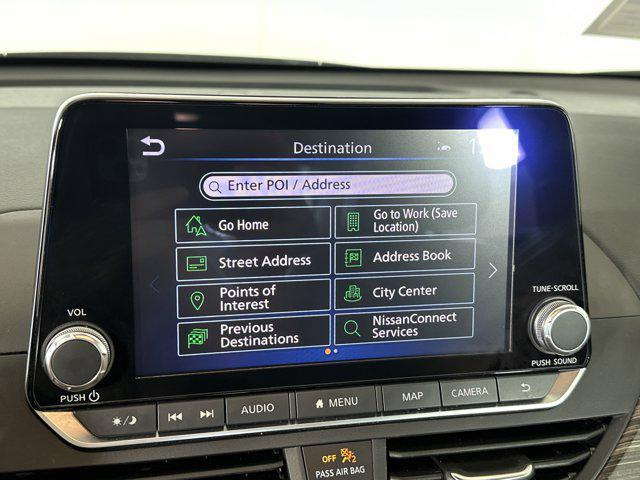 Destination
Enter POI / Address
Go Home
Go to Work (Save
Location)
Street Address
Address Book
Points of
Interest
City Center
Previous
Destinations
NissanConnect
Services
VOL
PUSH
TUNE·SCROLL
PUSH SOUND
AUDIO
MENU
MAP
CAMERA
OFF 2
PASS AIR BAG